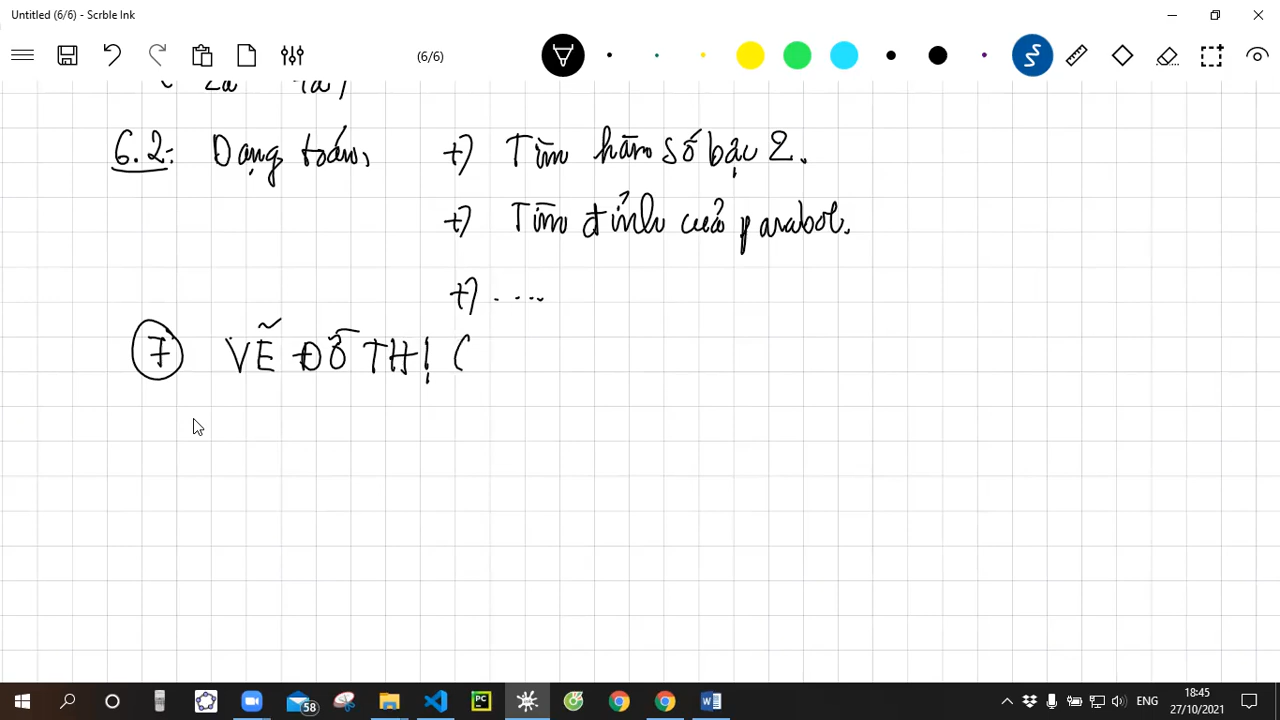 Untitled (6/6) - Scrble Ink
(6/6)
6.2: Dạng toán. +) Tìm hàm số bậc 2.
+) Tìm đỉnh của parabol.
+) ....
7 VẼ ĐỒ THỊ (
58
PC
ENG
18:45
27/10/2021